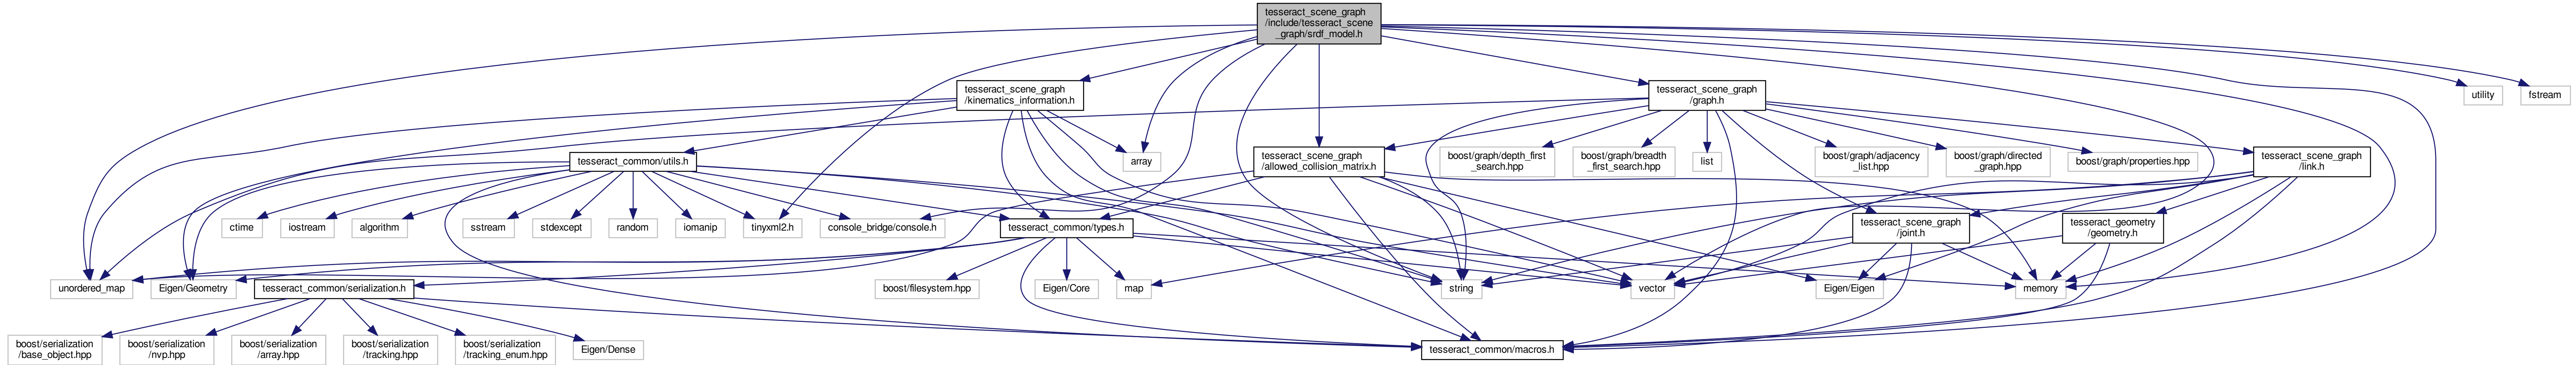 tesseract_scene_graph
/include/tesseract_scene
_graph/srdf_model.h
tesseract_scene_graph
/kinematics_information.h
tesseract_scene_graph
/graph.h
utility
fstream
tesseract_common/utils.h
array
tesseract_scene_graph
/allowed_collision_matrix.h
boost/graph/depth_first
_search.hpp
boost/graph/breadth
_first_search.hpp
list
boost/graph/adjacency
_list.hpp
boost/graph/directed
_graph.hpp
boost/graph/properties.hpp
tesseract_scene_graph
/link.h
ctime
iostream
algorithm
sstream
stdexcept
random
iomanip
tinyxml2.h
console_bridge/console.h
tesseract_common/types.h
tesseract_scene_graph
/joint.h
tesseract_geometry
/geometry.h
unordered_map
Eigen/Geometry
tesseract_common/serialization.h
boost/filesystem.hpp
Eigen/Core
map
string
vector
Eigen/Eigen
memory
boost/serialization
/base_object.hpp
boost/serialization
/nvp.hpp
boost/serialization
/array.hpp
boost/serialization
/tracking.hpp
boost/serialization
/tracking_enum.hpp
Eigen/Dense
tesseract_common/macros.h